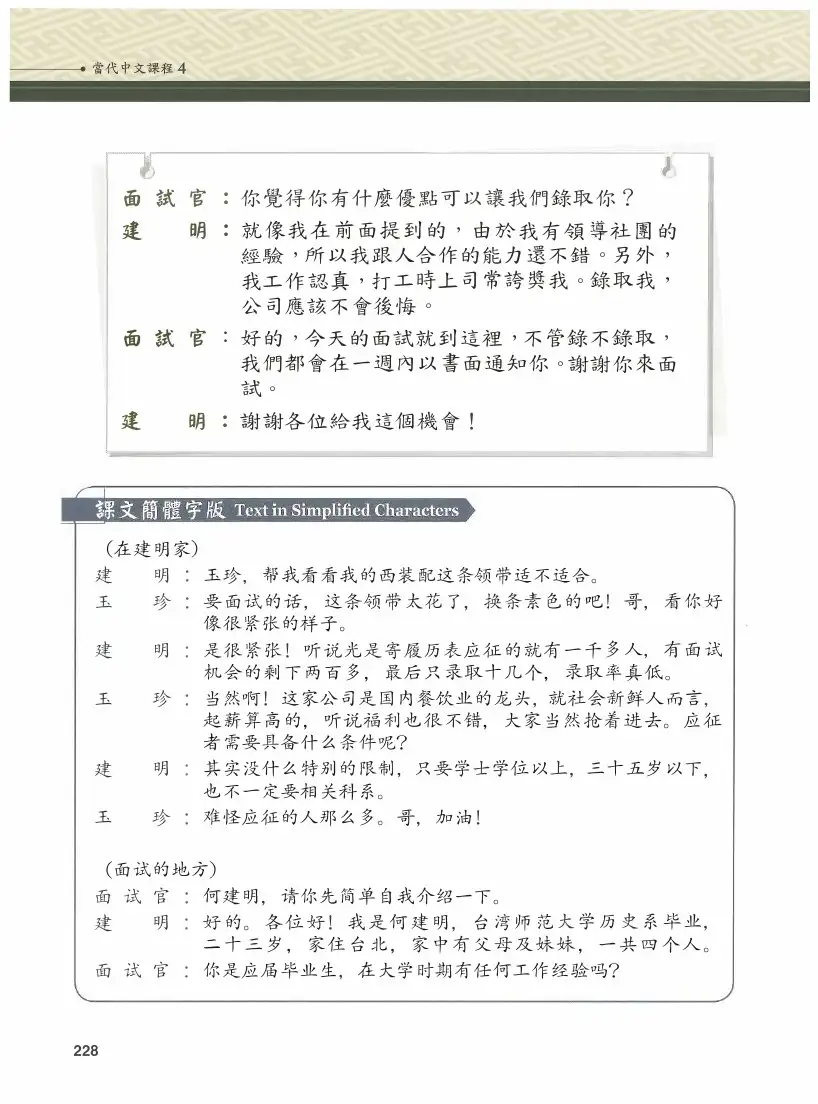 當代中文課程 4
面試官：你覺得你有什麼優點可以讓我們錄取你？
建明：就像我在前面提到的，由於我有領導社團的
經驗，所以我跟人合作的能力還不錯。另外，
我工作認真，打工時上司常誇獎我。錄取我，
公司應該不會後悔。
面試官：好的，今天的面試就到這裡，不管錄不錄取，
我們都會在一週內以書面通知你。謝謝你來面
試。
建明：謝謝各位給我這個機會！
課文簡體字版 Text in Simplified Characters
（在建明家）
建明：玉珍，帮我看看我的西装配这条领带适不适合。
玉珍：要面试的话，这条领带太花了，换条素色的吧！哥，看你好
像很紧张的样子。
建明：是很紧张！听说光是寄履历表应征的就有一千多人，有面试
机会的剩下两百多，最后只录取十几个，录取率真低。
玉珍：当然啊！这家公司是国内餐饮业的龙头，就社会新鲜人而言，
起薪算高的，听说福利也很不错，大家当然抢着进去。应征
者需要具备什么条件呢？
建明：其实没什么特别的限制，只要学士学位以上，三十五岁以下，
也不一定要相关科系。
玉珍：难怪应征的人那么多。哥，加油！
（面试的地方）
面试官：何建明，请你先简单自我介绍一下。
建明：好的。各位好！我是何建明，台湾师范大学历史系毕业，
二十三岁，家住台北，家中有父母及妹妹，一共四个人。
面试官：你是应届毕业生，在大学时期有任何工作经验吗？
228